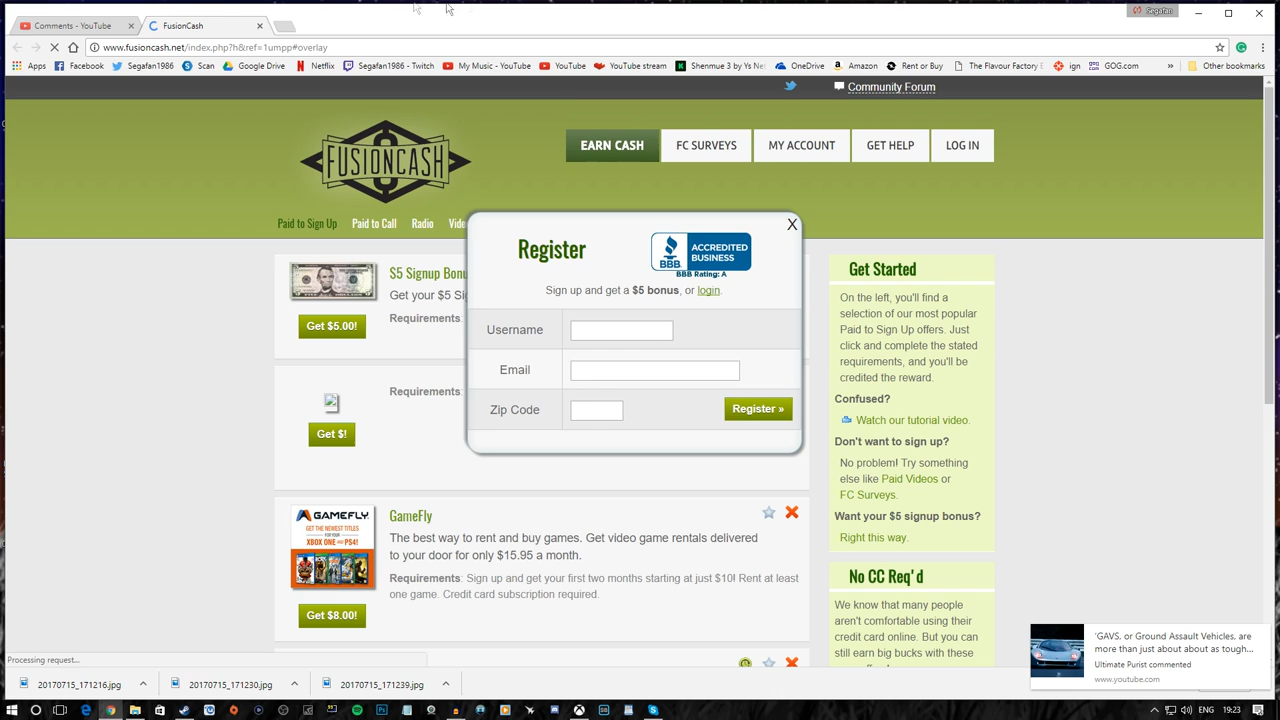 Segafan
Comments - YouTube
FusionCash
www.fusioncash.net/index.php?h&ref=1umpp#overlay
Apps Facebook Segafan1986 Scan Google Drive Netflix Segafan1986 - Twitch My Music - YouTube YouTube YouTube stream Shenmue 3 by Ys Net OneDrive Amazon Rent or Buy The Flavour Factory E ign GOG.com » Other bookmarks
Community Forum
FUSIONCASH
EARN CASH FC SURVEYS MY ACCOUNT GET HELP LOG IN
Paid to Sign Up Paid to Call Radio Vide
X
Register
BBB ACCREDITED BUSINESS
BBB Rating: A
Sign up and get a $5 bonus, or login.
Username
Email
Zip Code
Register »
$5 Signup Bonu
Get your $5 Sig
Requirements:
Get $5.00!
Requirements:
Get $!
GAMEFLY
GET THE NEWEST TITLES
FOR YOUR
XBOX ONE AND PS4!
GameFly
The best way to rent and buy games. Get video game rentals delivered
to your door for only $15.95 a month.
Requirements: Sign up and get your first two months starting at just $10! Rent at least
one game. Credit card subscription required.
Get $8.00!
Get Started
On the left, you'll find a
selection of our most popular
Paid to Sign Up offers. Just
click and complete the stated
requirements, and you'll be
credited the reward.
Confused?
Watch our tutorial video.
Don't want to sign up?
No problem! Try something
else like Paid Videos or
FC Surveys.
Want your $5 signup bonus?
Right this way.
No CC Req'd
We know that many people
aren't comfortable using their
credit card online. But you can
still earn big bucks with these
'GAVS, or Ground Assault Vehicles, are
more than just about about as tough...
Ultimate Purist commented
www.youtube.com
Processing request...
20170715_171216.jpg
20170715_171230.jpg
20170715_171239.jpg
19:23